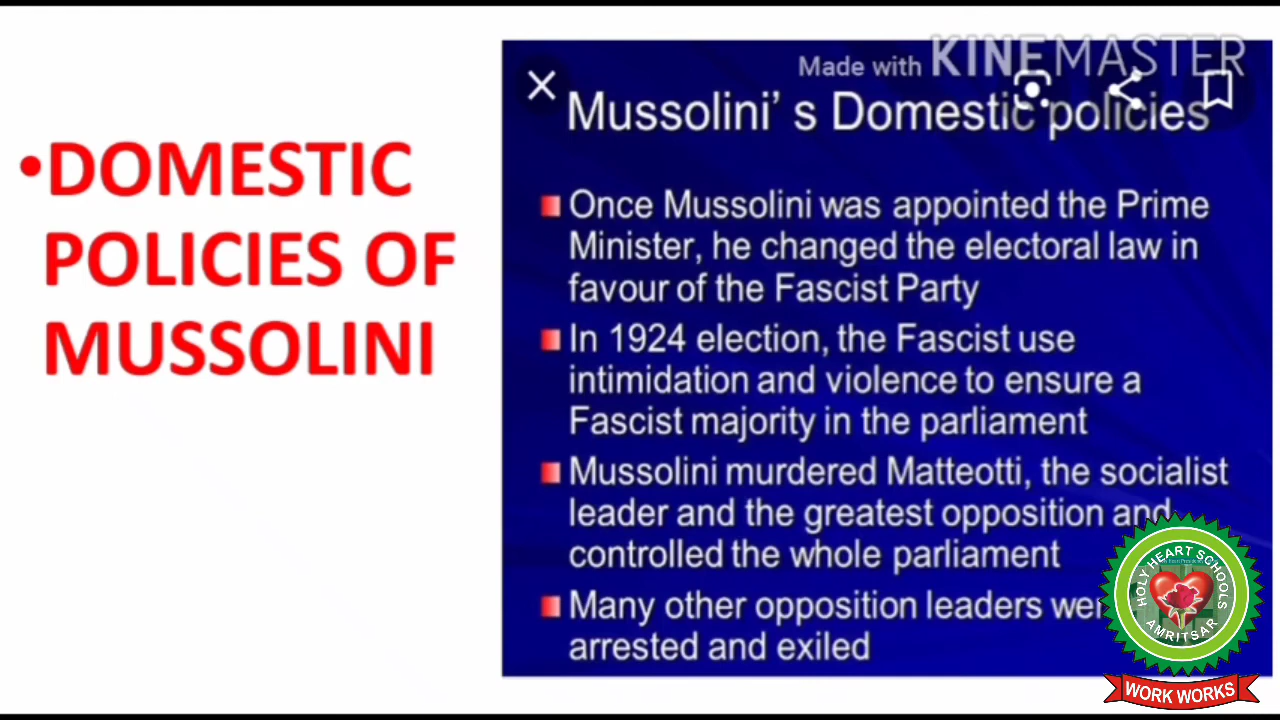 •DOMESTIC
POLICIES OF
MUSSOLINI
Made with KINEMASTER
Mussolini' s Domestic policies
Once Mussolini was appointed the Prime
Minister, he changed the electoral law in
favour of the Fascist Party
In 1924 election, the Fascist use
intimidation and violence to ensure a
Fascist majority in the parliament
Mussolini murdered Matteotti, the socialist
leader and the greatest opposition and
controlled the whole parliament
Many other opposition leaders
arrested and exiled
HOLY HEART SCHOOLS
AMRITSAR
WORK WORKS